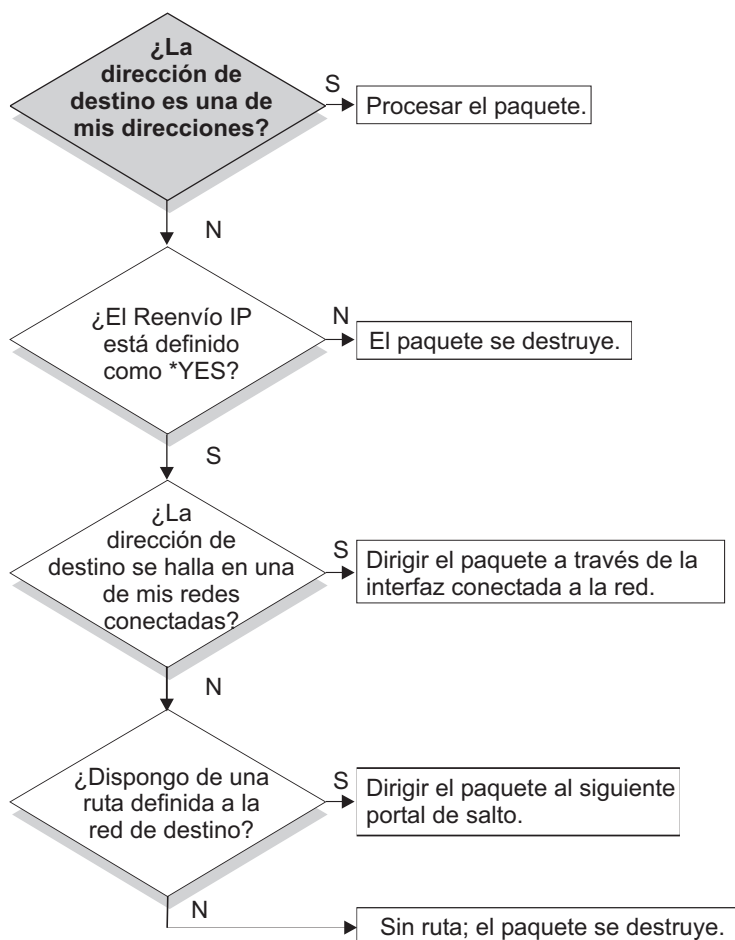 ¿La
dirección de
destino es una de
mis direcciones?
S
Procesar el paquete.
N
¿El Reenvío IP
está definido
como *YES?
N
El paquete se destruye.
S
¿La
dirección de
destino se halla en una
de mis redes
conectadas?
S
Dirigir el paquete a través de la
interfaz conectada a la red.
N
¿Dispongo de una
ruta definida a la
red de destino?
S
Dirigir el paquete al siguiente
portal de salto.
N
Sin ruta; el paquete se destruye.